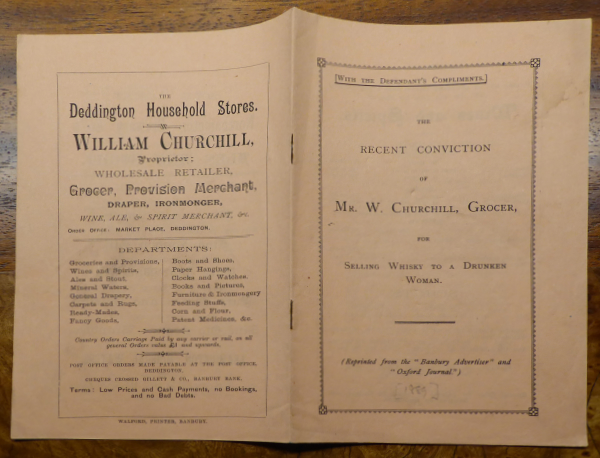 THE
Deddington Household Stores.
WILLIAM CHURCHILL,
Proprietor;
WHOLESALE RETAILER,
Grocer, Provision Merchant,
DRAPER, IRONMONGER,
WINE, ALE, & SPIRIT MERCHANT, &c.
ORDER OFFICE: MARKET PLACE, DEDDINGTON.
DEPARTMENTS:
Groceries and Provisions,
Wines and Spirits,
Ales and Stout,
Mineral Waters,
General Drapery,
Carpets and Rugs,
Ready-Mades,
Fancy Goods,
Boots and Shoes,
Paper Hangings,
Clocks and Watches,
Books and Pictures,
Furniture & Ironmongery
Feeding Stuffs,
Corn and Flour,
Patent Medicines, &c.
Country Orders Carriage Paid by any carrier or rail, on all
general Orders value £1 and upwards.
POST OFFICE ORDERS MADE PAYABLE AT THE POST OFFICE,
DEDDINGTON.
CHEQUES CROSSED GILLETT & CO., BANBURY BANK.
Terms: Low Prices and Cash Payments, no Bookings,
and no Bad Debts.
WALFORD, PRINTER, BANBURY.
WITH THE DEFENDANT'S COMPLIMENTS.
THE
RECENT CONVICTION
OF
MR. W. CHURCHILL, GROCER,
FOR
SELLING WHISKY TO A DRUNKEN
WOMAN.
(Reprinted from the "Banbury Advertiser" and
"Oxford Journal.")